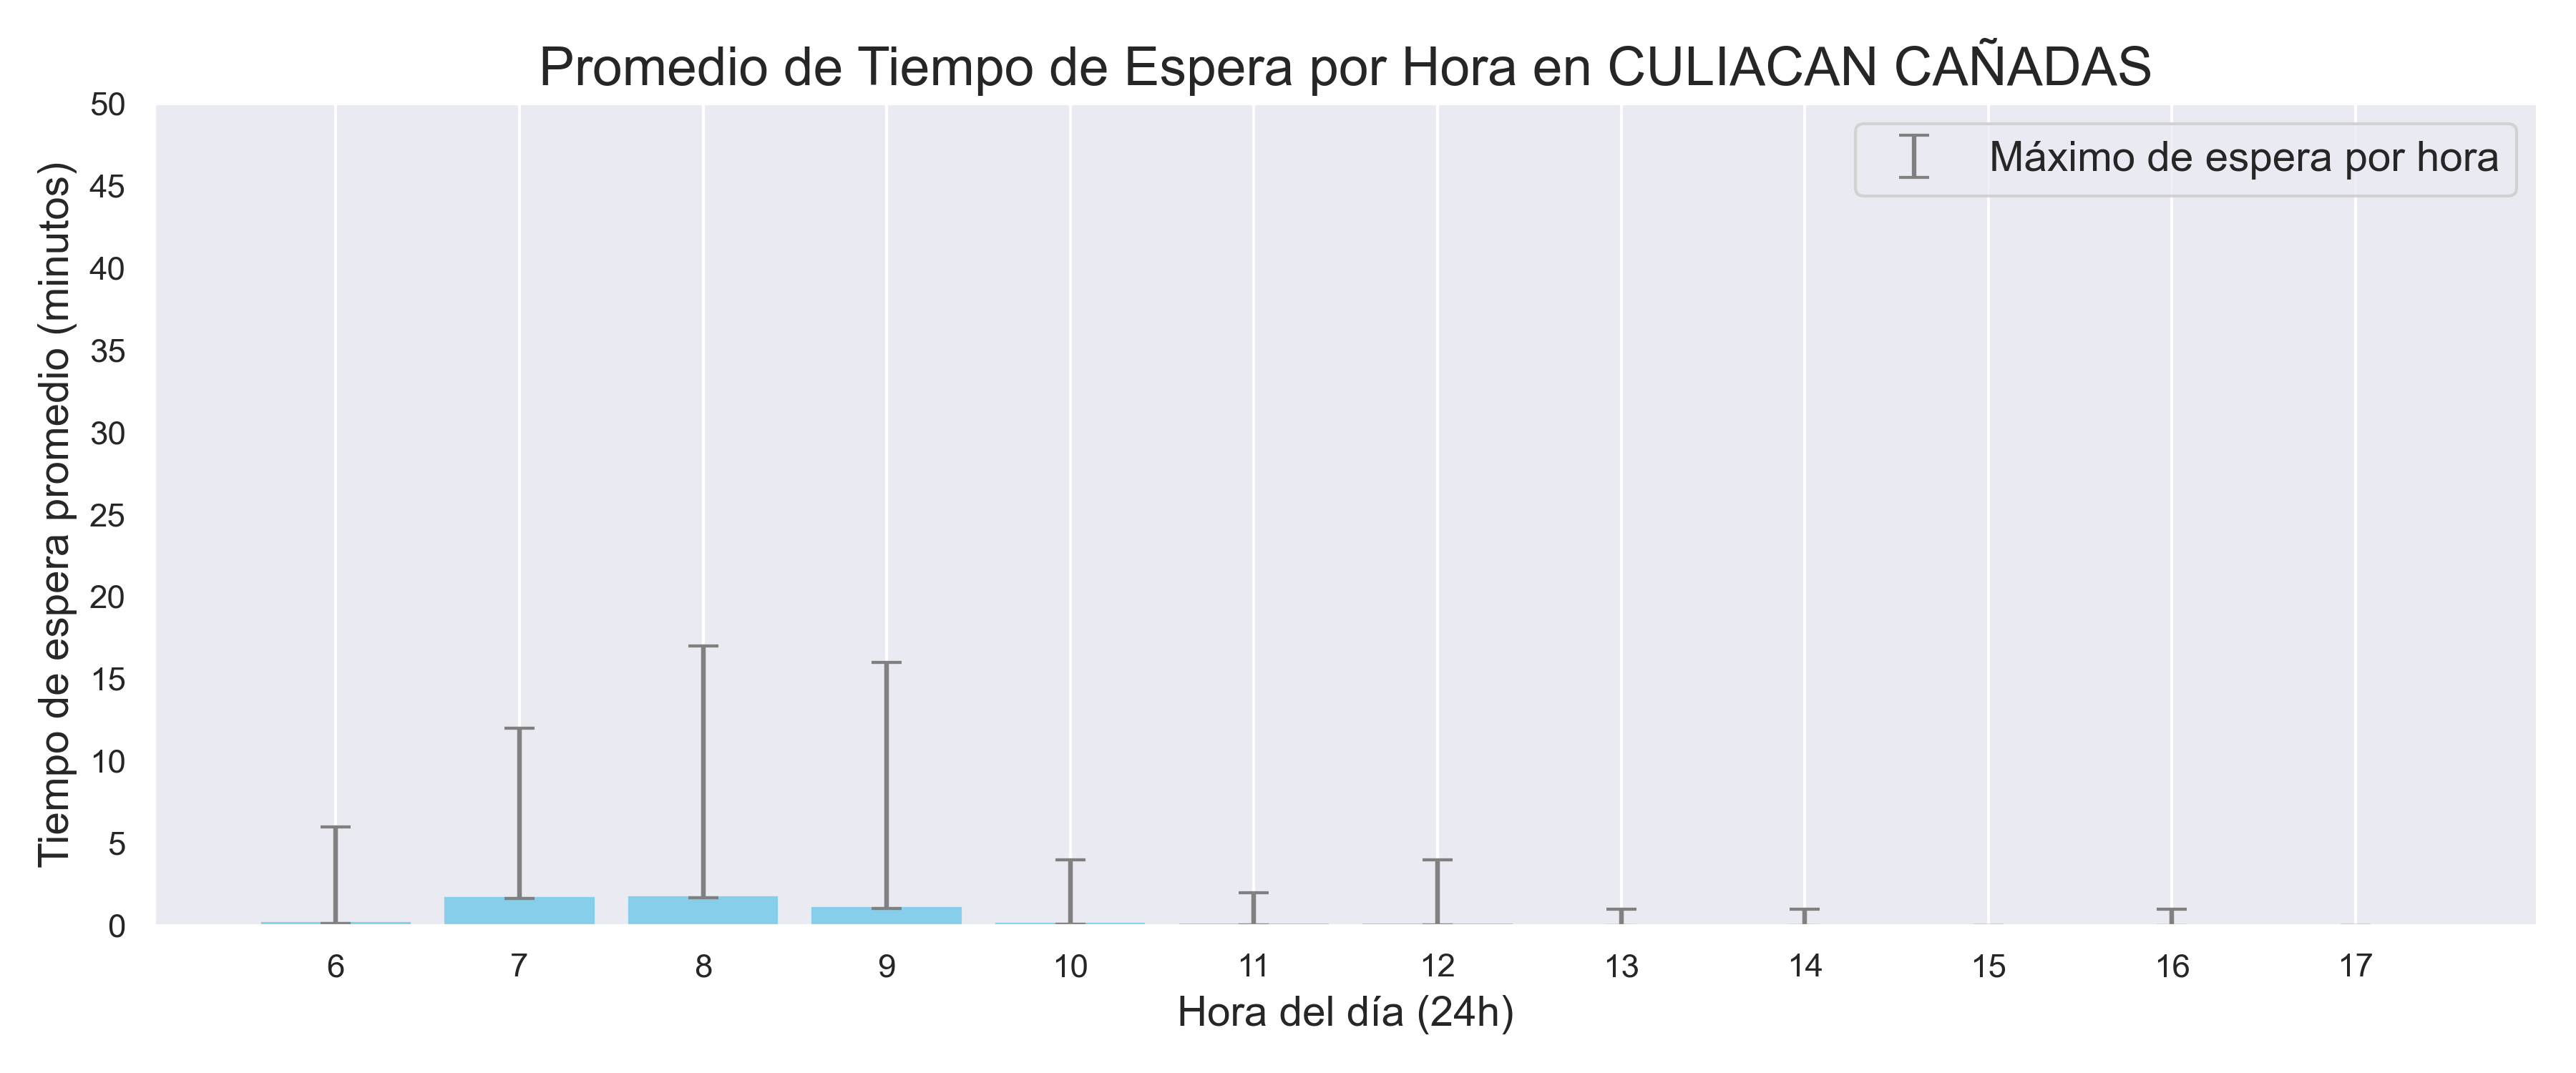 Promedio de Tiempo de Espera por Hora en CULIACAN CAÑADAS
Máximo de espera por hora
Tiempo de espera promedio (minutos)
50
45
40
35
30
25
20
15
10
5
0
6 7 8 9 10 11 12 13 14 15 16 17
Hora del día (24h)